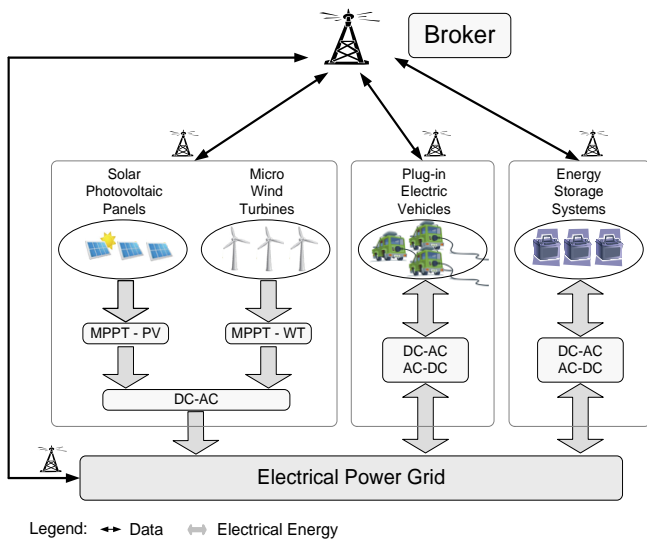 Broker
Solar
Photovoltaic
Panels
Micro
Wind
Turbines
Plug-in
Electric
Vehicles
Energy
Storage
Systems
MPPT - PV
MPPT - WT
DC-AC
AC-DC
DC-AC
AC-DC
DC-AC
Electrical Power Grid
Legend: Data Electrical Energy